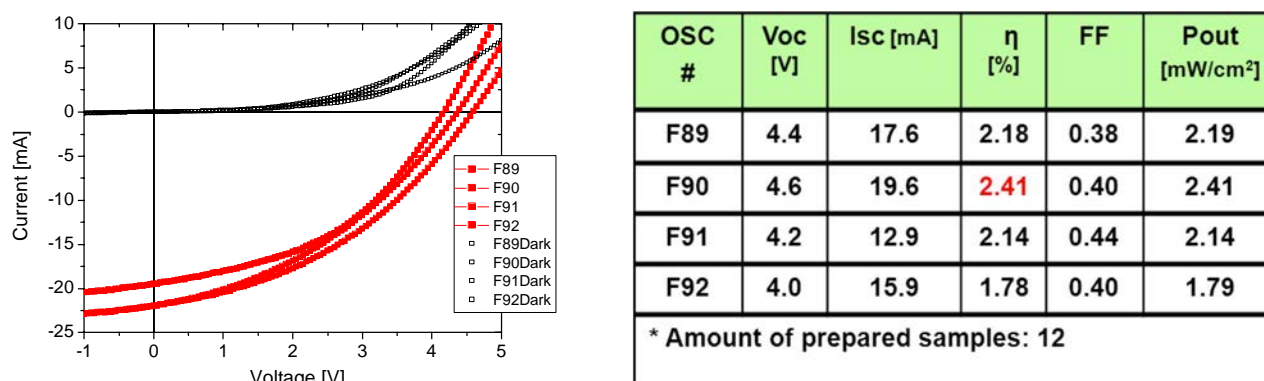 10
5
0
-5
-10
-15
-20
-25
-1 0 1 2 3 4 5
Current [mA]
Voltage [V]
F89
F90
F91
F92
F89Dark
F90Dark
F91Dark
F92Dark
OSC # Voc [V] Isc [mA] η [%] FF Pout [mW/cm²]
F89 4.4 17.6 2.18 0.38 2.19
F90 4.6 19.6 2.41 0.40 2.41
F91 4.2 12.9 2.14 0.44 2.14
F92 4.0 15.9 1.78 0.40 1.79
* Amount of prepared samples: 12